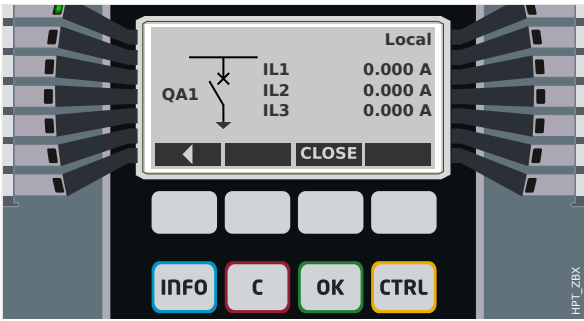 Local
IL1 0.000 A
QA1 IL2 0.000 A
IL3 0.000 A
CLOSE
INFO C OK CTRL
HPT_ZBX